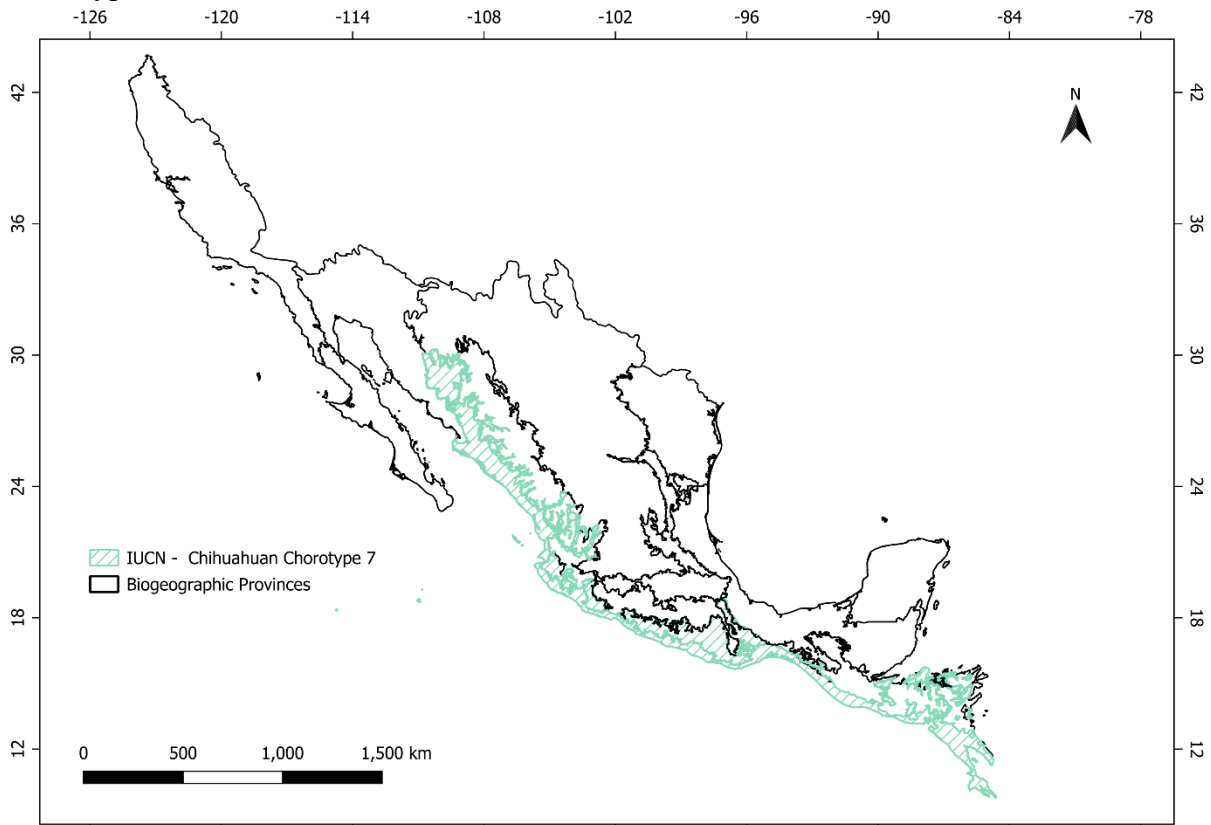 -126 -120 -114 -108 -102 -96 -90 -84 -78
N
42 42
36 36
30 30
24 24
IUCN - Chihuahuan Chorotype 7
Biogeographic Provinces
18 18
12 12
0 500 1,000 1,500 km